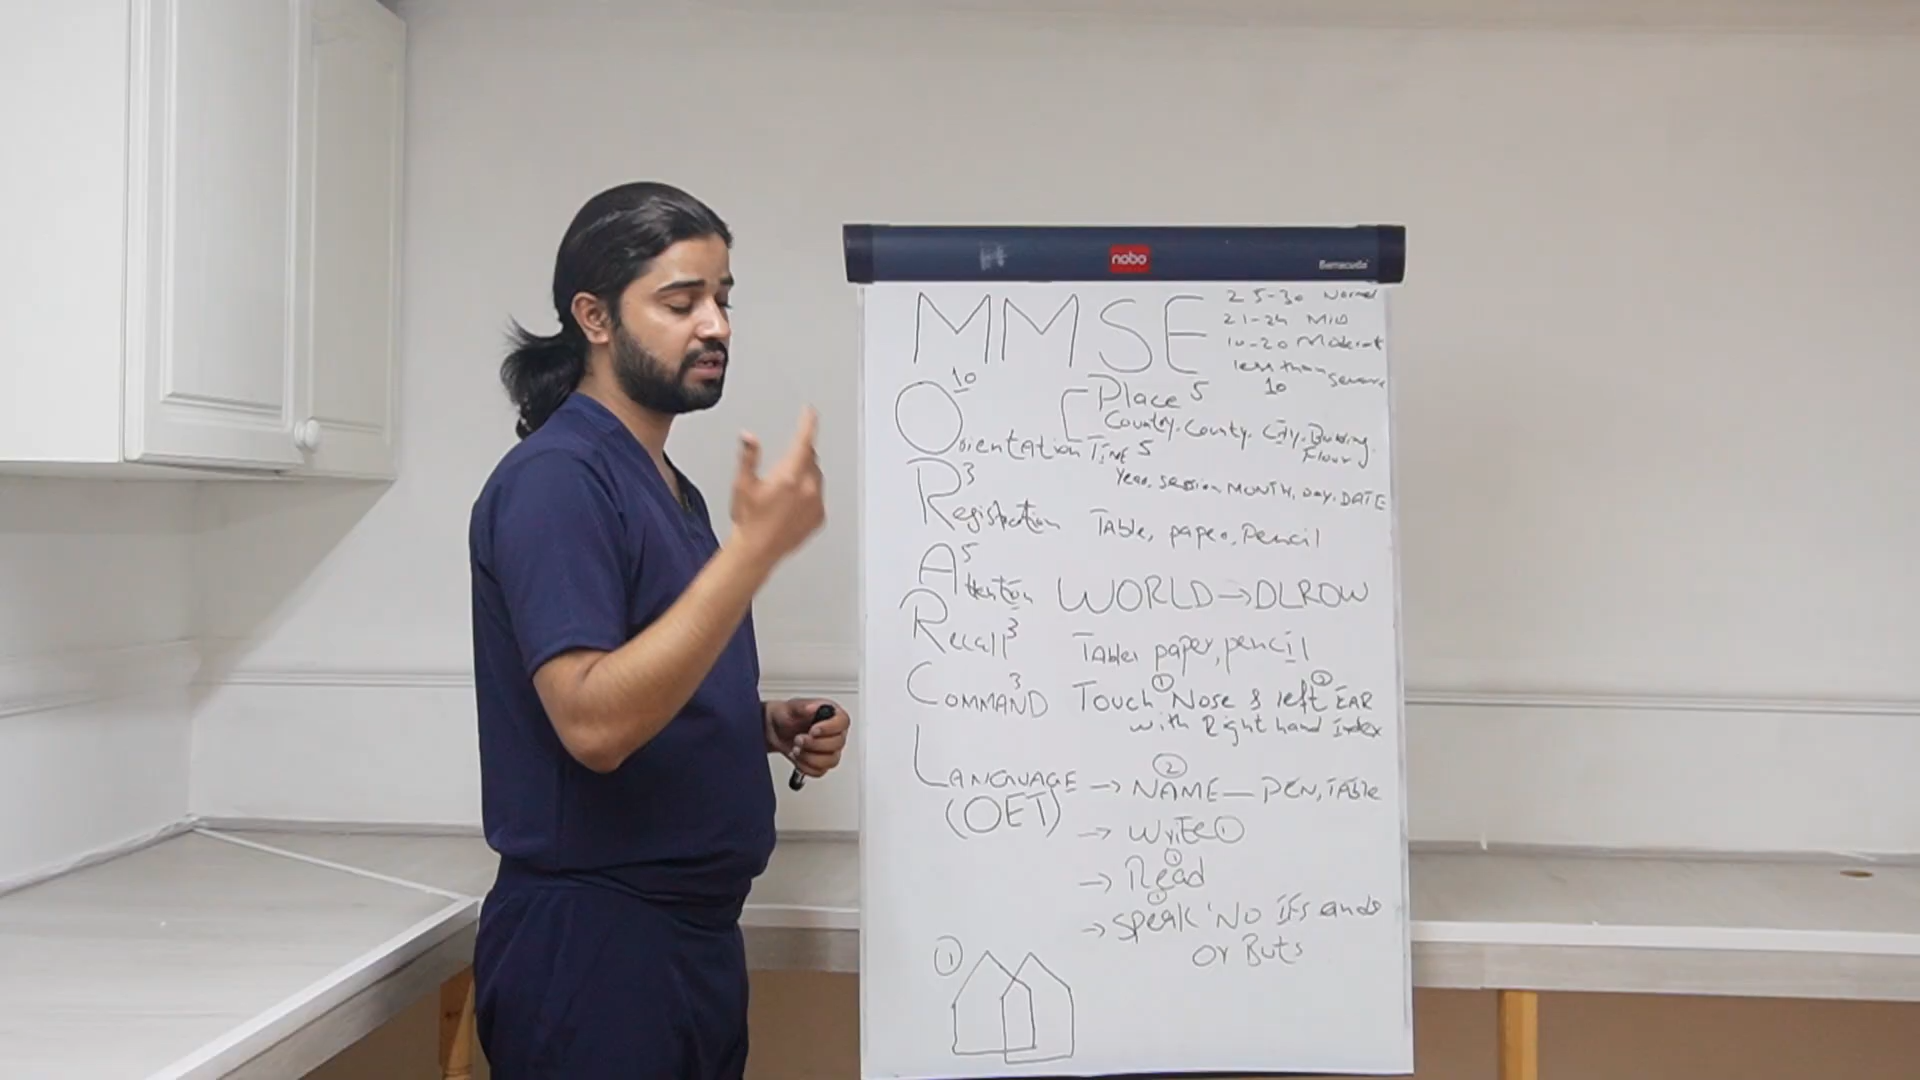 nobo
Barracuda
MMSE
25-30 Normal
21-24 Mild
10-20 Moderat
less than 10 severe
Orientation 10
Place 5
Country, County, City, Building, Floor
Time 5
Year, Session MONTH, Day, DATE
Registration 3 Table, paper, Pencil
Attention 5 WORLD → DLROW
Recall 3 Table, paper, pencil
COMMAND 3 Touch ① Nose & left ② EAR
with Right hand Index
LANGUAGE → NAME ② — PEN, TABle
(OET)
→ WriTE ①
→ Read ①
→ Speak ① 'No IFS ands
or Buts
①